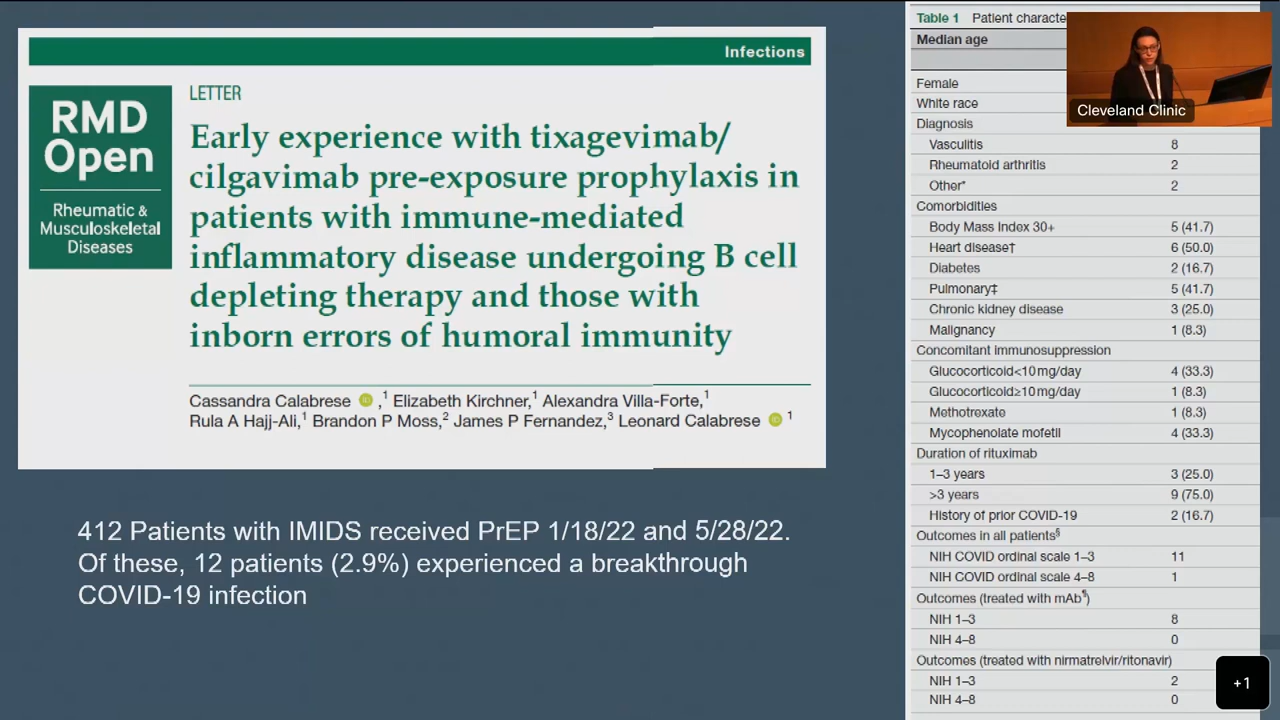 Infections
RMD
Open
Rheumatic &
Musculoskeletal
Diseases
LETTER
Early experience with tixagevimab/
cilgavimab pre-exposure prophylaxis in
patients with immune-mediated
inflammatory disease undergoing B cell
depleting therapy and those with
inborn errors of humoral immunity
Cassandra Calabrese ,1 Elizabeth Kirchner,1 Alexandra Villa-Forte,1
Rula A Hajj-Ali,1 Brandon P Moss,2 James P Fernandez,3 Leonard Calabrese 1
412 Patients with IMIDS received PrEP 1/18/22 and 5/28/22.
Of these, 12 patients (2.9%) experienced a breakthrough
COVID-19 infection
Table 1 Patient characte
Median age
Female
White race
Diagnosis
Vasculitis 8
Rheumatoid arthritis 2
Other* 2
Comorbidities
Body Mass Index 30+ 5 (41.7)
Heart disease† 6 (50.0)
Diabetes 2 (16.7)
Pulmonary‡ 5 (41.7)
Chronic kidney disease 3 (25.0)
Malignancy 1 (8.3)
Concomitant immunosuppression
Glucocorticoid<10 mg/day 4 (33.3)
Glucocorticoid≥10 mg/day 1 (8.3)
Methotrexate 1 (8.3)
Mycophenolate mofetil 4 (33.3)
Duration of rituximab
1–3 years 3 (25.0)
>3 years 9 (75.0)
History of prior COVID-19 2 (16.7)
Outcomes in all patients§
NIH COVID ordinal scale 1–3 11
NIH COVID ordinal scale 4–8 1
Outcomes (treated with mAb¶)
NIH 1–3 8
NIH 4–8 0
Outcomes (treated with nirmatrelvir/ritonavir)
NIH 1–3 2
NIH 4–8 0
Cleveland Clinic
+1